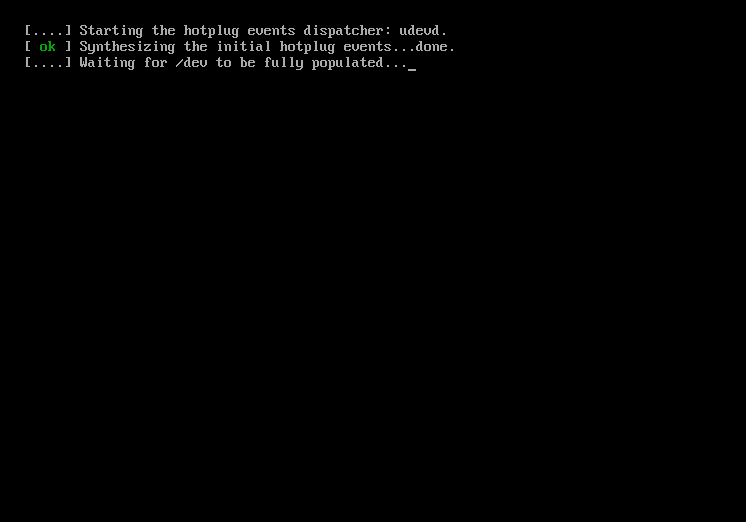 [....] Starting the hotplug events dispatcher: udevd.
[ ok ] Synthesizing the initial hotplug events...done.
[....] Waiting for /dev to be fully populated..._